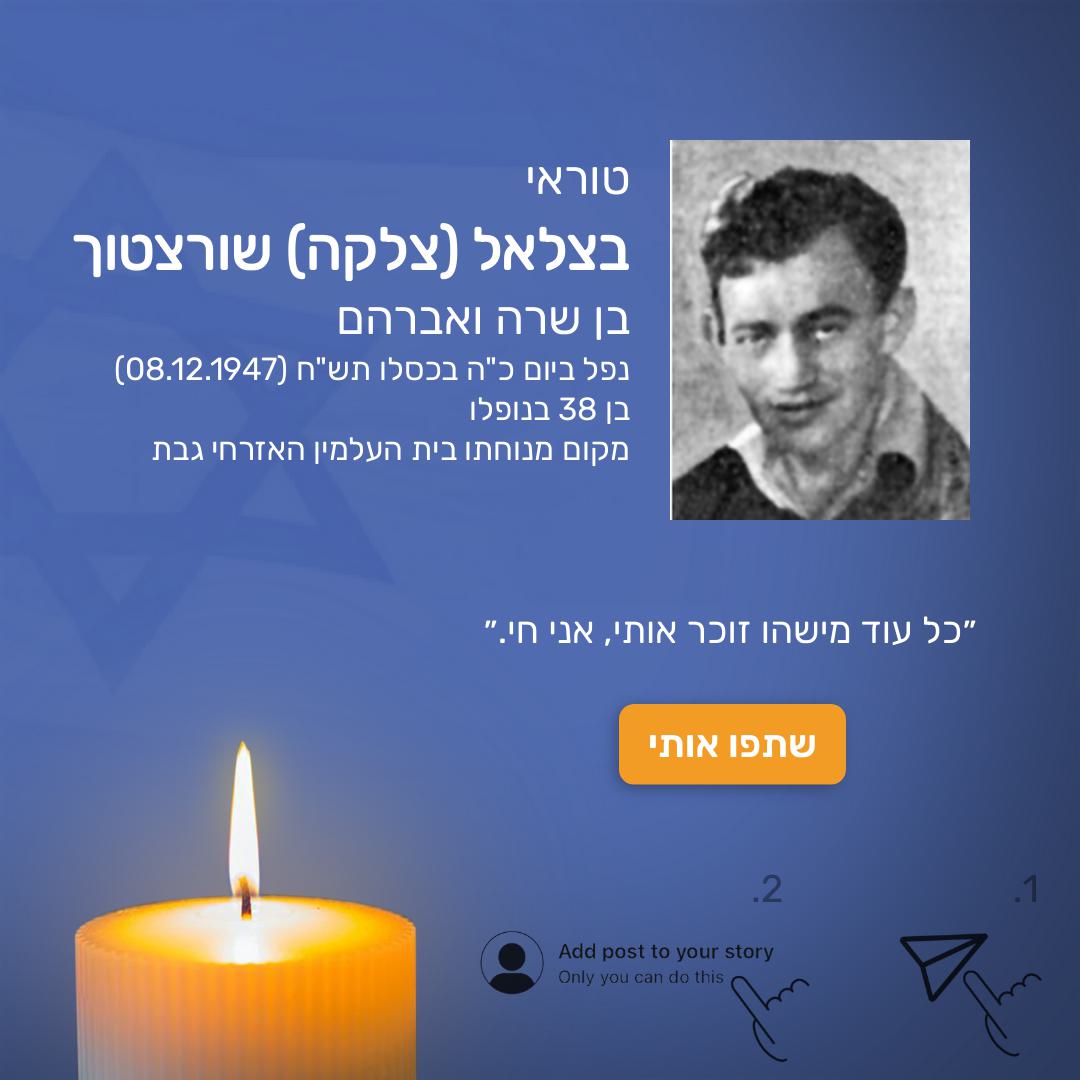 טוראי
בצלאל (צלקה) שורצטוך
בן שרה ואברהם
נפל ביום כ"ה בכסלו תש"ח (08.12.1947)
בן 38 בנופלו
מקום מנוחתו בית העלמין האזרחי גבת
״כל עוד מישהו זוכר אותי, אני חי.״
שתפו אותי
1.
2.
Add post to your story
Only you can do this